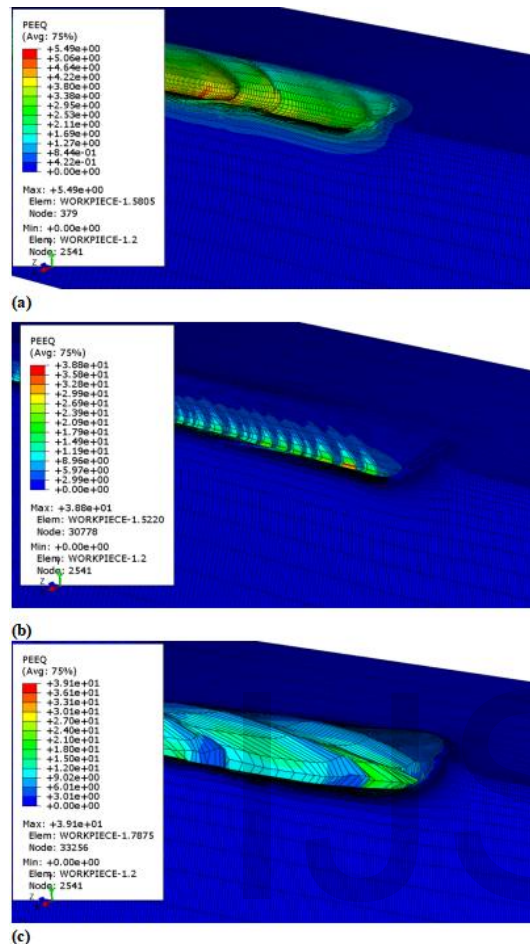 PEEQ
(Avg: 75%)
+5.49e+00
+5.06e+00
+4.64e+00
+4.22e+00
+3.80e+00
+3.38e+00
+2.95e+00
+2.53e+00
+2.11e+00
+1.69e+00
+1.27e+00
+8.44e-01
+4.22e-01
+0.00e+00
Max: +5.49e+00
Elem: WORKPIECE-1.5805
Node: 379
Min: +0.00e+00
Elem: WORKPIECE-1.2
Node: 2541
Z
(a)
PEEQ
(Avg: 75%)
+3.88e+01
+3.58e+01
+3.28e+01
+2.99e+01
+2.69e+01
+2.39e+01
+2.09e+01
+1.79e+01
+1.49e+01
+1.19e+01
+8.96e+00
+5.97e+00
+2.99e+00
+0.00e+00
Max: +3.88e+01
Elem: WORKPIECE-1.5220
Node: 30778
Min: +0.00e+00
Elem: WORKPIECE-1.2
Node: 2541
Z
(b)
PEEQ
(Avg: 75%)
+3.91e+01
+3.61e+01
+3.31e+01
+3.01e+01
+2.70e+01
+2.40e+01
+2.10e+01
+1.80e+01
+1.50e+01
+1.20e+01
+9.02e+00
+6.01e+00
+3.01e+00
+0.00e+00
Max: +3.91e+01
Elem: WORKPIECE-1.7875
Node: 33256
Min: +0.00e+00
Elem: WORKPIECE-1.2
Node: 2541
Z
IJS
(c)